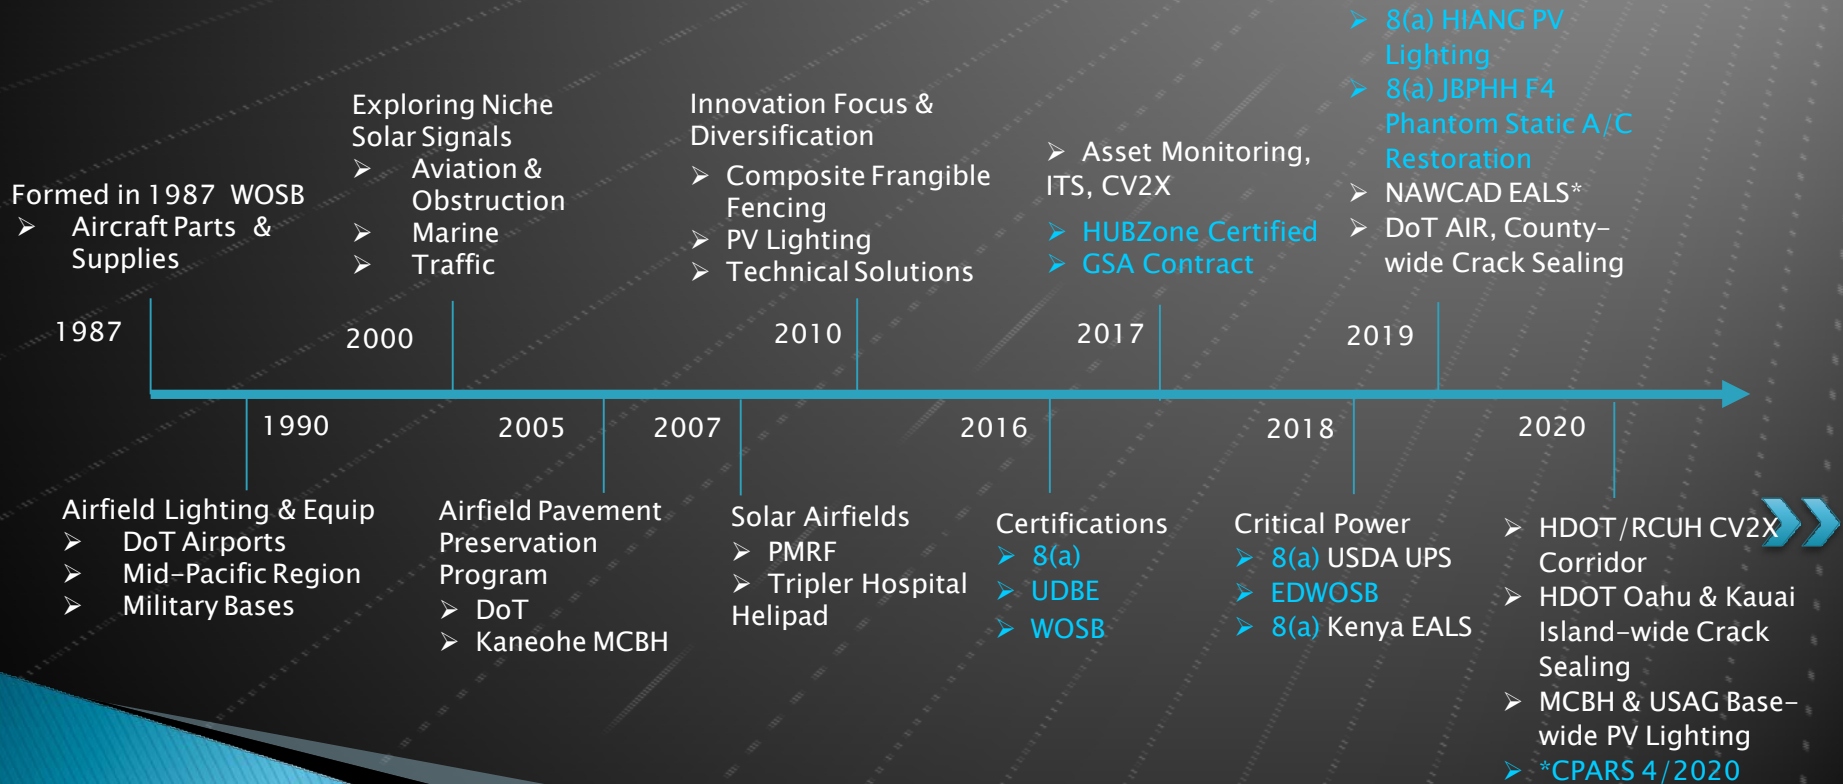 Formed in 1987 WOSB
➢ Aircraft Parts &
Supplies
1987
Airfield Lighting & Equip
➢ DoT Airports
➢ Mid-Pacific Region
➢ Military Bases
1990
Exploring Niche
Solar Signals
➢ Aviation &
Obstruction
➢ Marine
➢ Traffic
2000
2005
Airfield Pavement
Preservation
Program
➢ DoT
➢ Kaneohe MCBH
2007
Solar Airfields
➢ PMRF
➢ Tripler Hospital
Helipad
Innovation Focus &
Diversification
➢ Composite Frangible
Fencing
➢ PV Lighting
➢ Technical Solutions
2010
2016
Certifications
➢ 8(a)
➢ UDBE
➢ WOSB
➢ Asset Monitoring,
ITS, CV2X
➢ HUBZone Certified
➢ GSA Contract
2017
2018
Critical Power
➢ 8(a) USDA UPS
➢ EDWOSB
➢ 8(a) Kenya EALS
➢ 8(a) HIANG PV
Lighting
➢ 8(a) JBPHH F4
Phantom Static A/C
Restoration
➢ NAWCAD EALS*
➢ DoT AIR, County-
wide Crack Sealing
2019
2020
➢ HDOT/RCUH CV2X
Corridor
➢ HDOT Oahu & Kauai
Island-wide Crack
Sealing
➢ MCBH & USAG Base-
wide PV Lighting
➢ *CPARS 4/2020